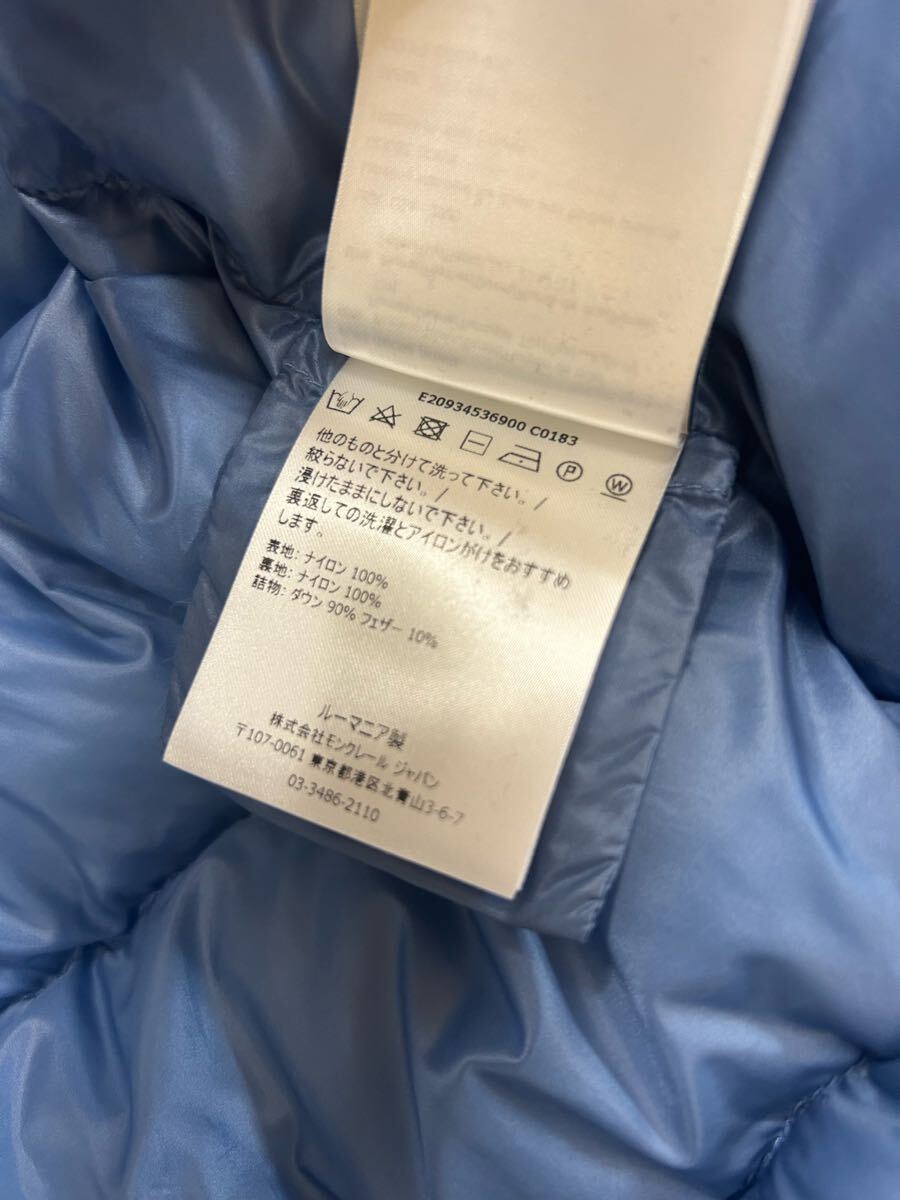 E20934536900 C0183
P W
他のものと分けて洗って下さい。/
絞らないで下さい。/
浸けたままにしないで下さい。/
裏返しての洗濯とアイロンがけをおすすめ
します。
表地: ナイロン 100%
裏地: ナイロン 100%
詰物: ダウン 90% フェザー 10%
ルーマニア製
株式会社モンクレール ジャパン
〒107-0061 東京都港区北青山3-6-7
03-3486-2110